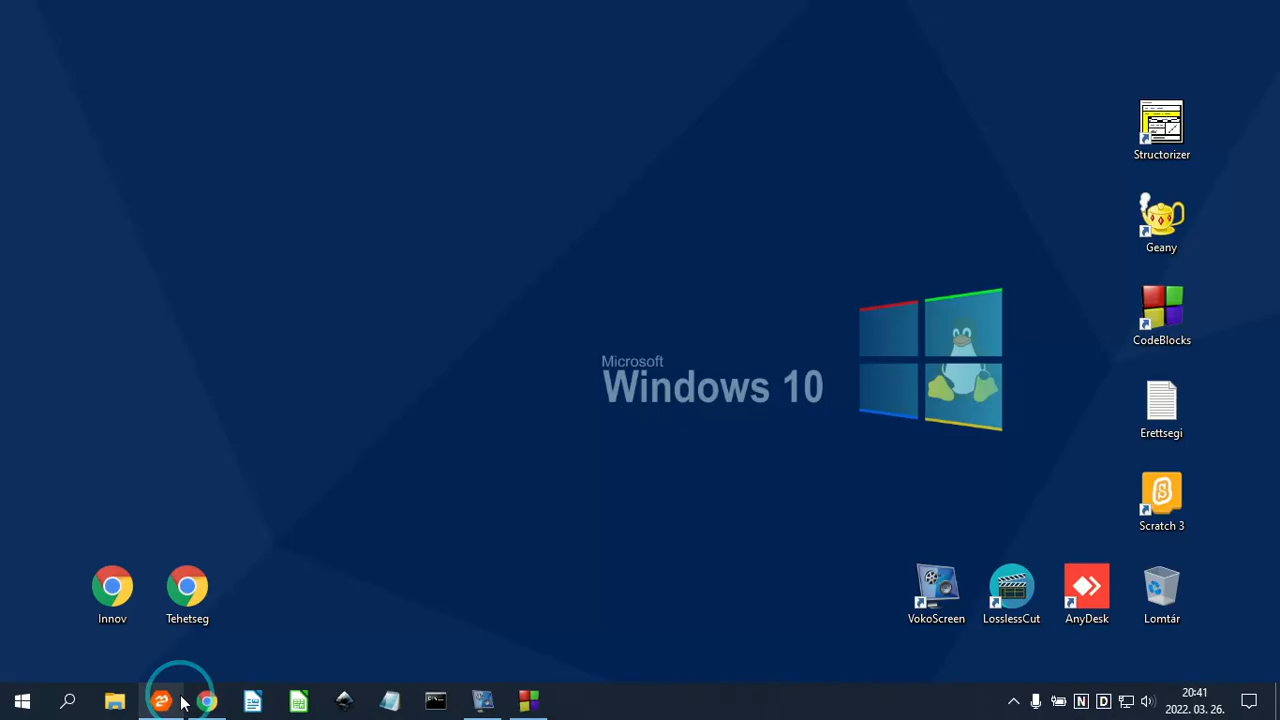 Structorizer
Geany
Microsoft
Windows 10
CodeBlocks
Erettsegi
Scratch 3
Innov
Tehetseg
VokoScreen
LosslessCut
AnyDesk
Lomtár
N
D
20:41
2022. 03. 26.